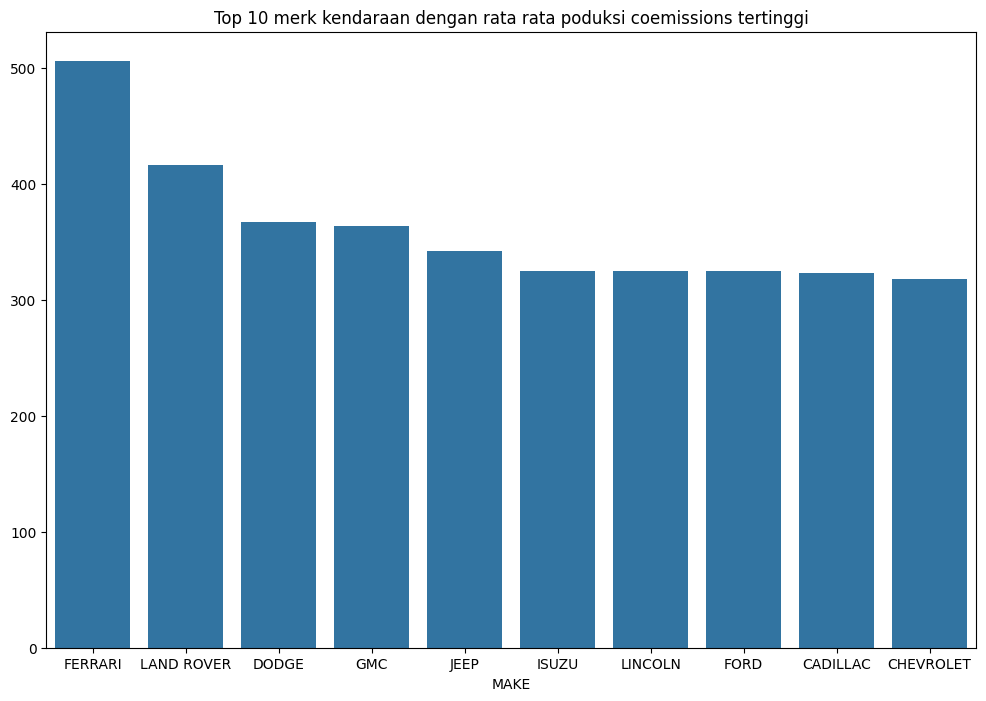 Top 10 merk kendaraan dengan rata rata poduksi coemissions tertinggi
500
400
300
200
100
0
FERRARI LAND ROVER DODGE GMC JEEP ISUZU LINCOLN FORD CADILLAC CHEVROLET
MAKE